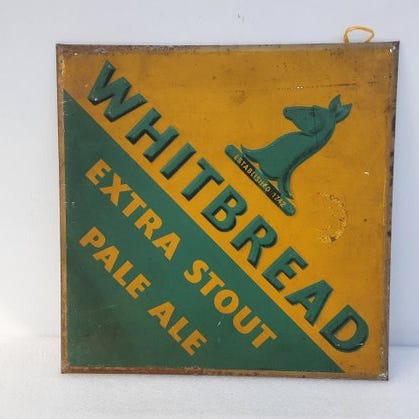 WHITBREAD
ESTABLISHED 1742
EXTRA STOUT
PALE ALE